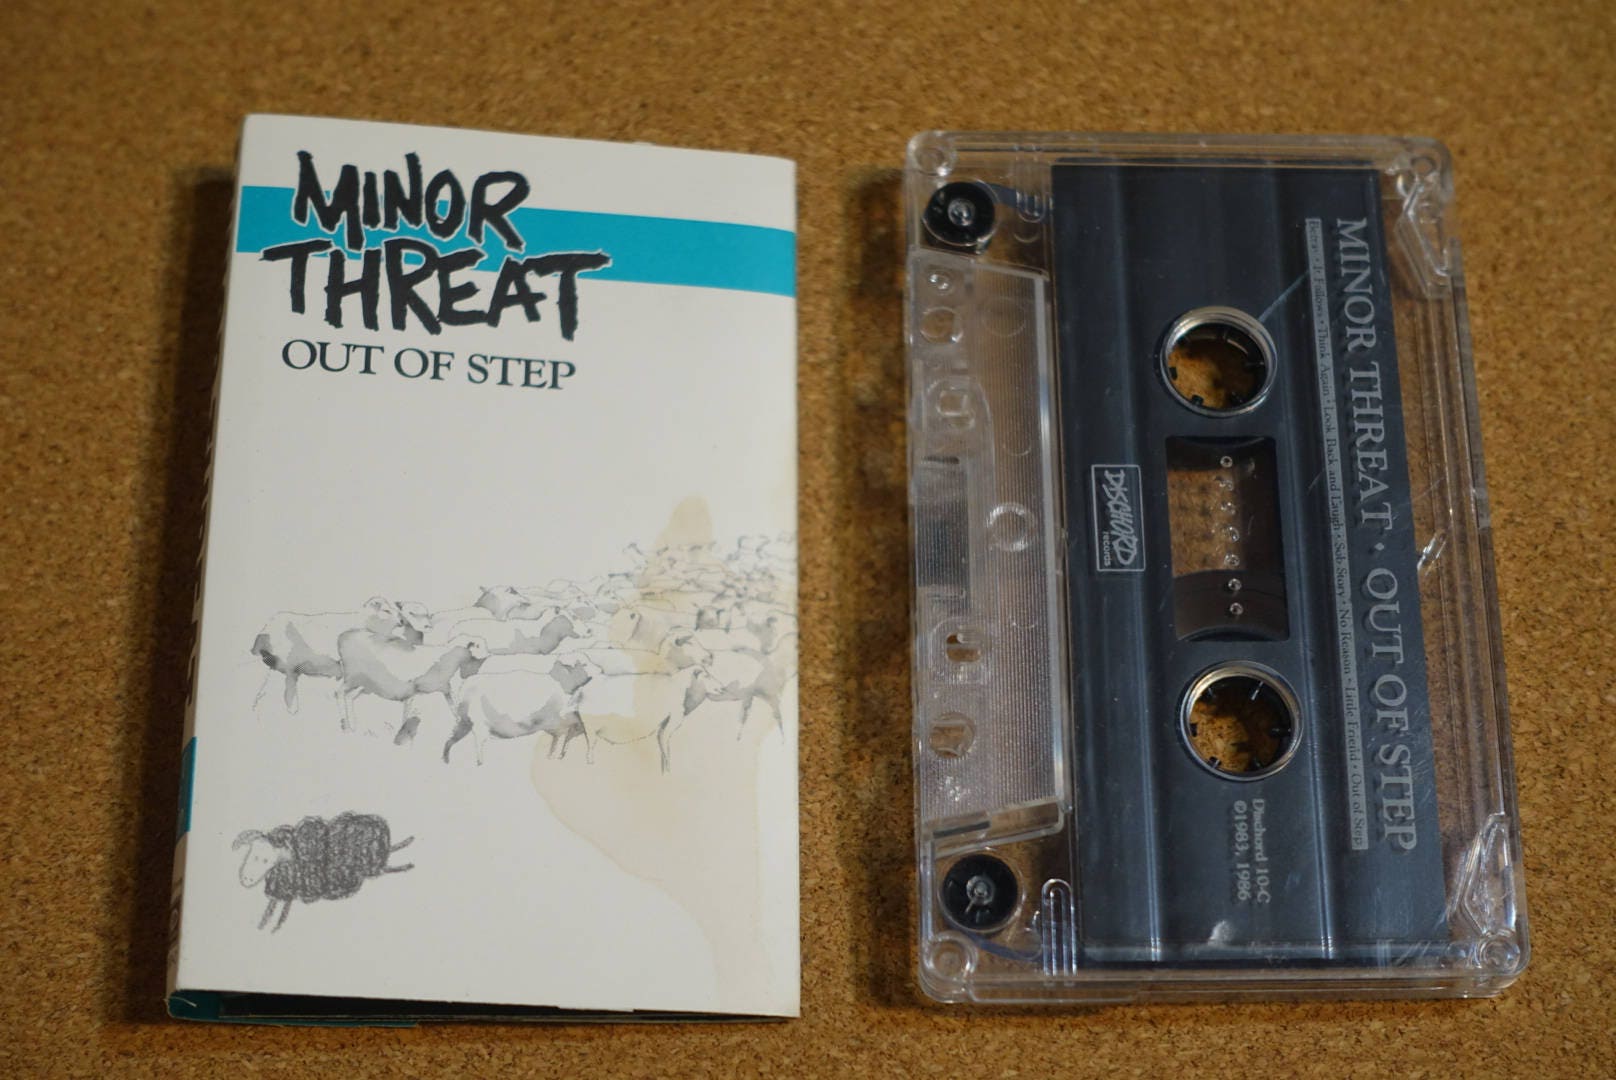 MINOR
THREAT
OUT OF STEP
MINOR THREAT • OUT OF STEP
Betray • It Follows • Think Again • Look Back and Laugh • Sob Story • No Reason • Little Friend • Out of Step
DISCHORD
records
Dischord 10-C
©1983, 1986